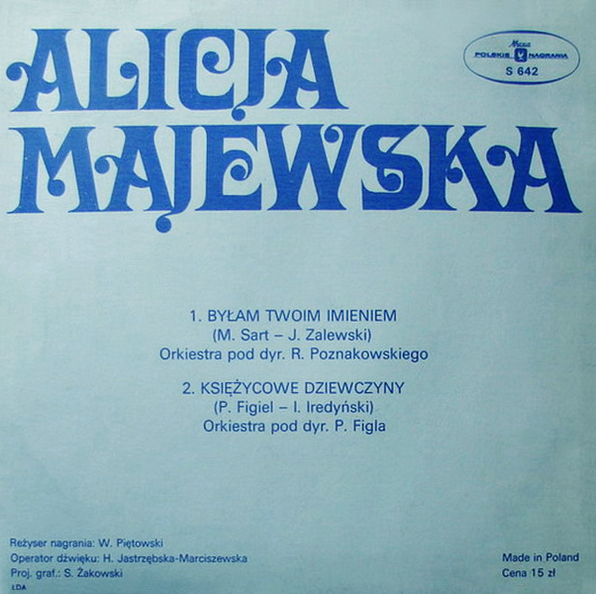 ALICJA
MAJEWSKA
Muza
POLSKIE NAGRANIA
S 642
1. BYŁAM TWOIM IMIENIEM
(M. Sart – J. Zalewski)
Orkiestra pod dyr. R. Poznakowskiego
2. KSIĘŻYCOWE DZIEWCZYNY
(P. Figiel – I. Iredyński)
Orkiestra pod dyr. P. Figla
Reżyser nagrania: W. Piętowski
Operator dźwięku: H. Jastrzębska-Marciszewska
Proj. graf.: S. Żakowski
LDA
Made in Poland
Cena 15 zł